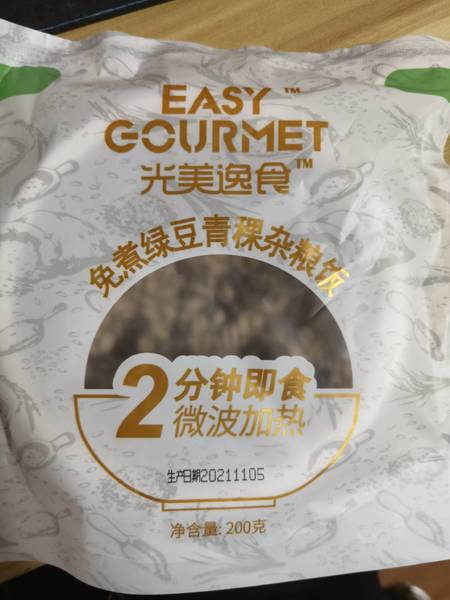 EASY™
GOURMET
光美逸食™
免煮绿豆青稞杂粮饭
2分钟即食
微波加热
生产日期20211105
净含量: 200克